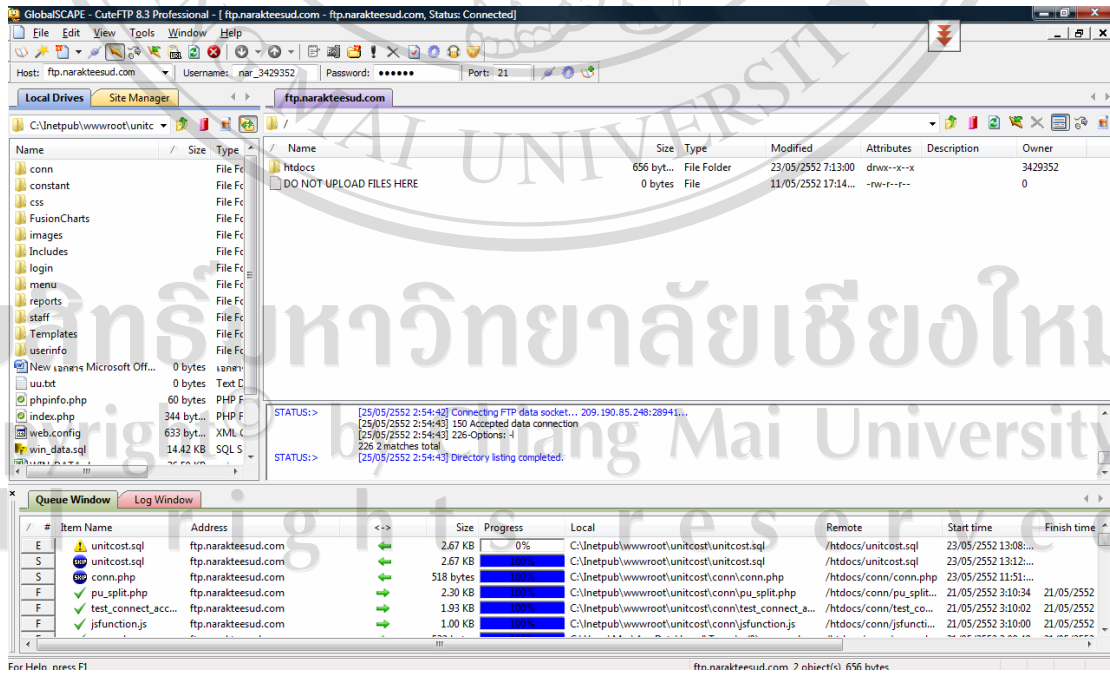 GlobalSCAPE - CuteFTP 8.3 Professional - [ ftp.narakteesud.com - ftp.narakteesud.com, Status: Connected]
File Edit View Tools Window Help
Host: ftp.narakteesud.com Username: nar_3429352 Password: •••••• Port: 21
Local Drives Site Manager ftp.narakteesud.com
C:\Inetpub\wwwroot\unitc /
Name Size Type
conn File Fo
constant File Fo
css File Fo
FusionCharts File Fo
images File Fo
Includes File Fo
login File Fo
menu File Fo
reports File Fo
staff File Fo
Templates File Fo
userinfo File Fo
New เอกสาร Microsoft Off... 0 bytes เอกสา
uu.txt 0 bytes Text D
phpinfo.php 60 bytes PHP F
index.php 344 byt... PHP F
web.config 633 byt... XML C
win_data.sql 14.42 KB SQL S
Name Size Type Modified Attributes Description Owner
htdocs 656 byt... File Folder 23/05/2552 7:13:00 drwx--x--x 3429352
DO NOT UPLOAD FILES HERE 0 bytes File 11/05/2552 17:14... -rw-r--r-- 0
STATUS:> [25/05/2552 2:54:42] Connecting FTP data socket... 209.190.85.248:28941...
[25/05/2552 2:54:43] 150 Accepted data connection
[25/05/2552 2:54:43] 226-Options: -l
226 2 matches total
STATUS:> [25/05/2552 2:54:43] Directory listing completed.
Queue Window Log Window
/ # Item Name Address <-> Size Progress Local Remote Start time Finish time
E unitcost.sql ftp.narakteesud.com 2.67 KB 0% C:\Inetpub\wwwroot\unitcost\unitcost.sql /htdocs/unitcost.sql 23/05/2552 13:08:...
S unitcost.sql ftp.narakteesud.com 2.67 KB 100% C:\Inetpub\wwwroot\unitcost\unitcost.sql /htdocs/unitcost.sql 23/05/2552 13:12:...
S conn.php ftp.narakteesud.com 518 bytes 100% C:\Inetpub\wwwroot\unitcost\conn\conn.php /htdocs/conn/conn.php 23/05/2552 11:51:...
F pu_split.php ftp.narakteesud.com 2.30 KB 100% C:\Inetpub\wwwroot\unitcost\conn\pu_split.php /htdocs/conn/pu_split... 21/05/2552 3:10:34 21/05/2552
F test_connect_acc... ftp.narakteesud.com 1.93 KB 100% C:\Inetpub\wwwroot\unitcost\conn\test_connect_a... /htdocs/conn/test_co... 21/05/2552 3:10:02 21/05/2552
F jsfunction.js ftp.narakteesud.com 1.00 KB 100% C:\Inetpub\wwwroot\unitcost\conn\jsfunction.js /htdocs/conn/jsfuncti... 21/05/2552 3:10:00 21/05/2552
For Help, press F1 ftp.narakteesud.com, 2 object(s), 656 bytes
MAI UNIVERS
สิทธิ์มหาวิทยาลัยเชียงใหม
pyright © by Chiang Mai Universit
l rights reserve